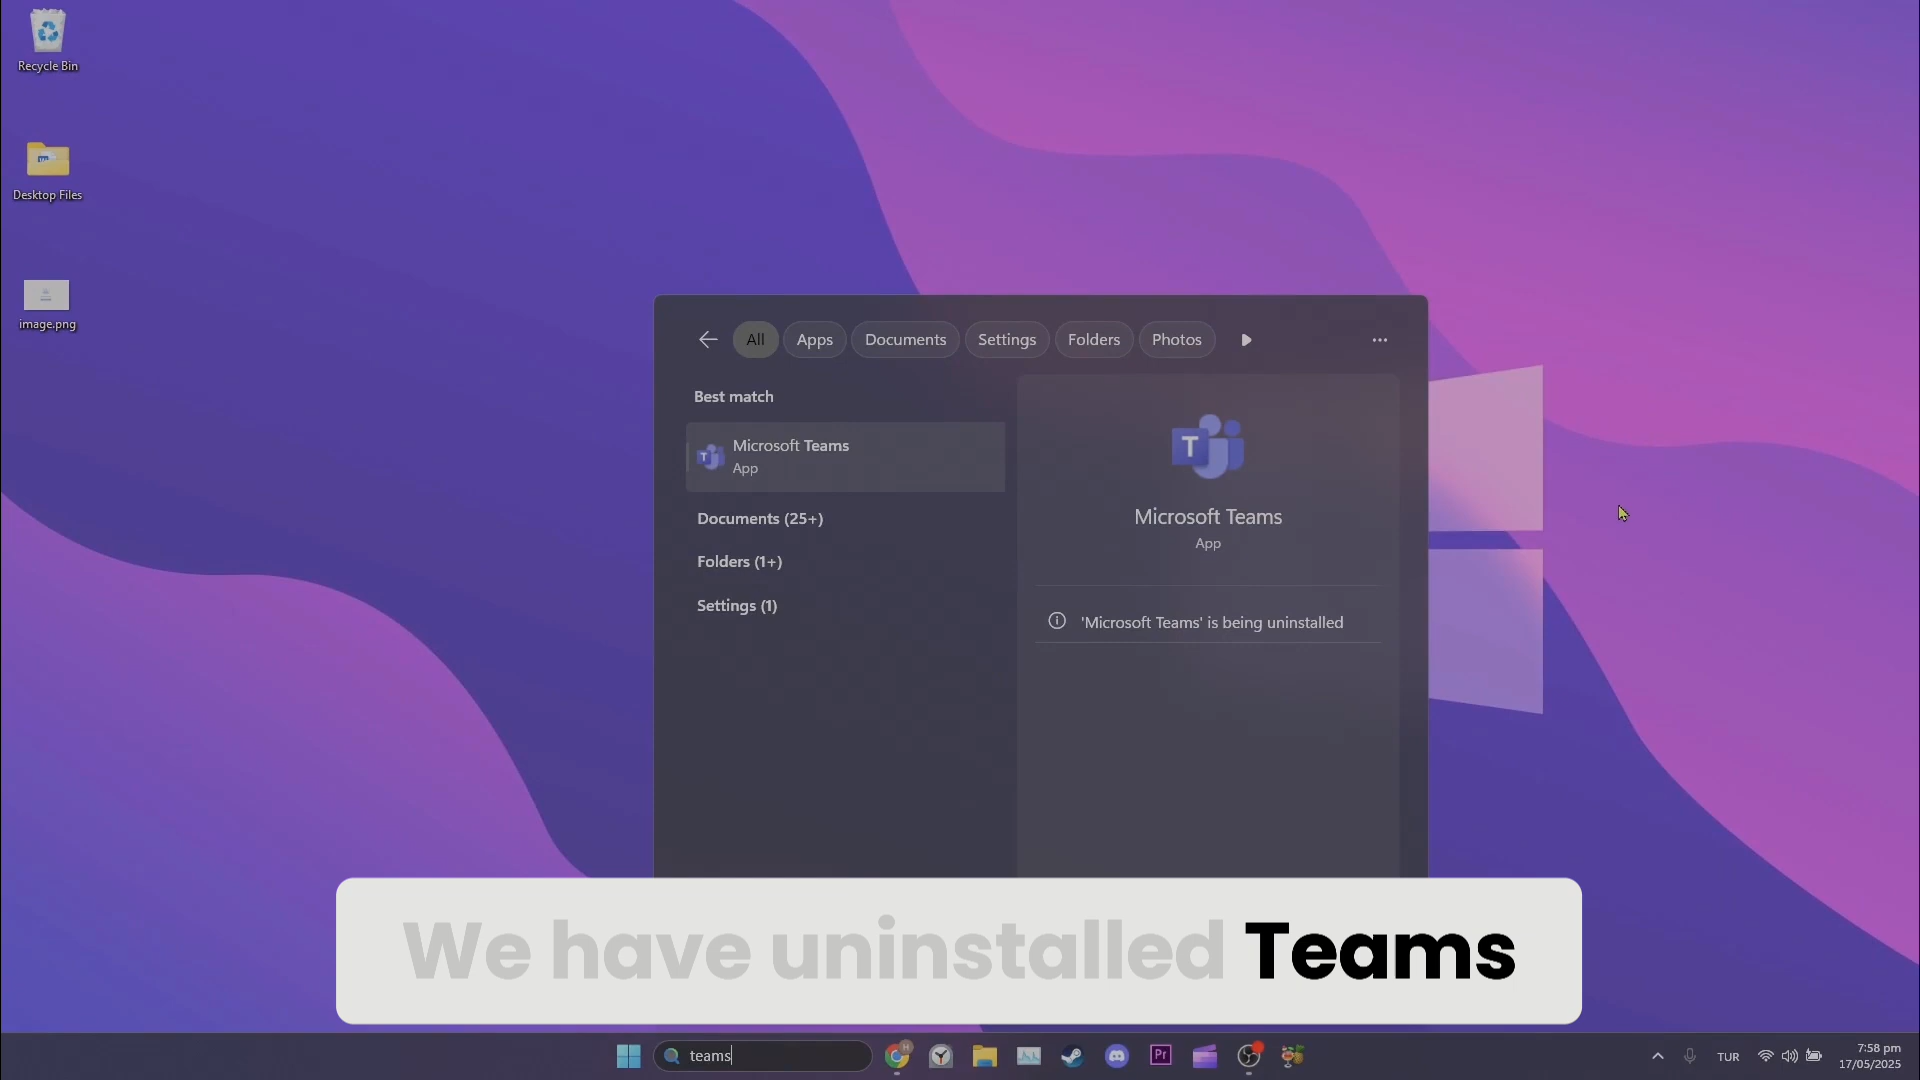 Recycle Bin
Desktop Files
image.png
All Apps Documents Settings Folders Photos
Best match
Microsoft Teams
App
Documents (25+)
Folders (1+)
Settings (1)
T
Microsoft Teams
App
'Microsoft Teams' is being uninstalled
We have uninstalled Teams
teams
H
Pr
TUR
7:58 pm
17/05/2025